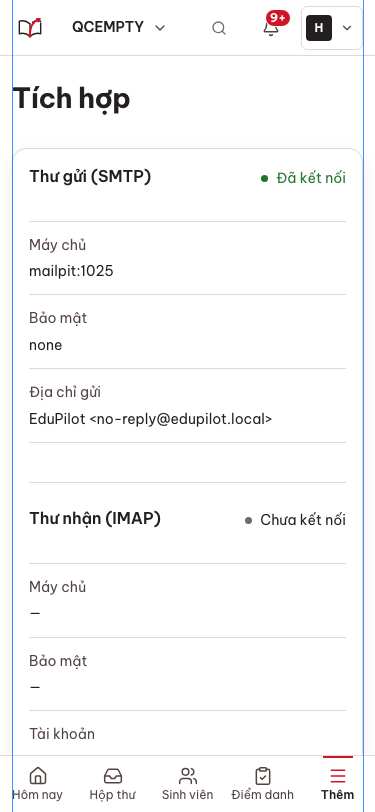 QCEMPTY
9+
H
Tích hợp
Thư gửi (SMTP)
Đã kết nối
Máy chủ
mailpit:1025
Bảo mật
none
Địa chỉ gửi
EduPilot <no-reply@edupilot.local>
Thư nhận (IMAP)
Chưa kết nối
Máy chủ
—
Bảo mật
—
Tài khoản
Hôm nay
Hộp thư
Sinh viên
Điểm danh
Thêm